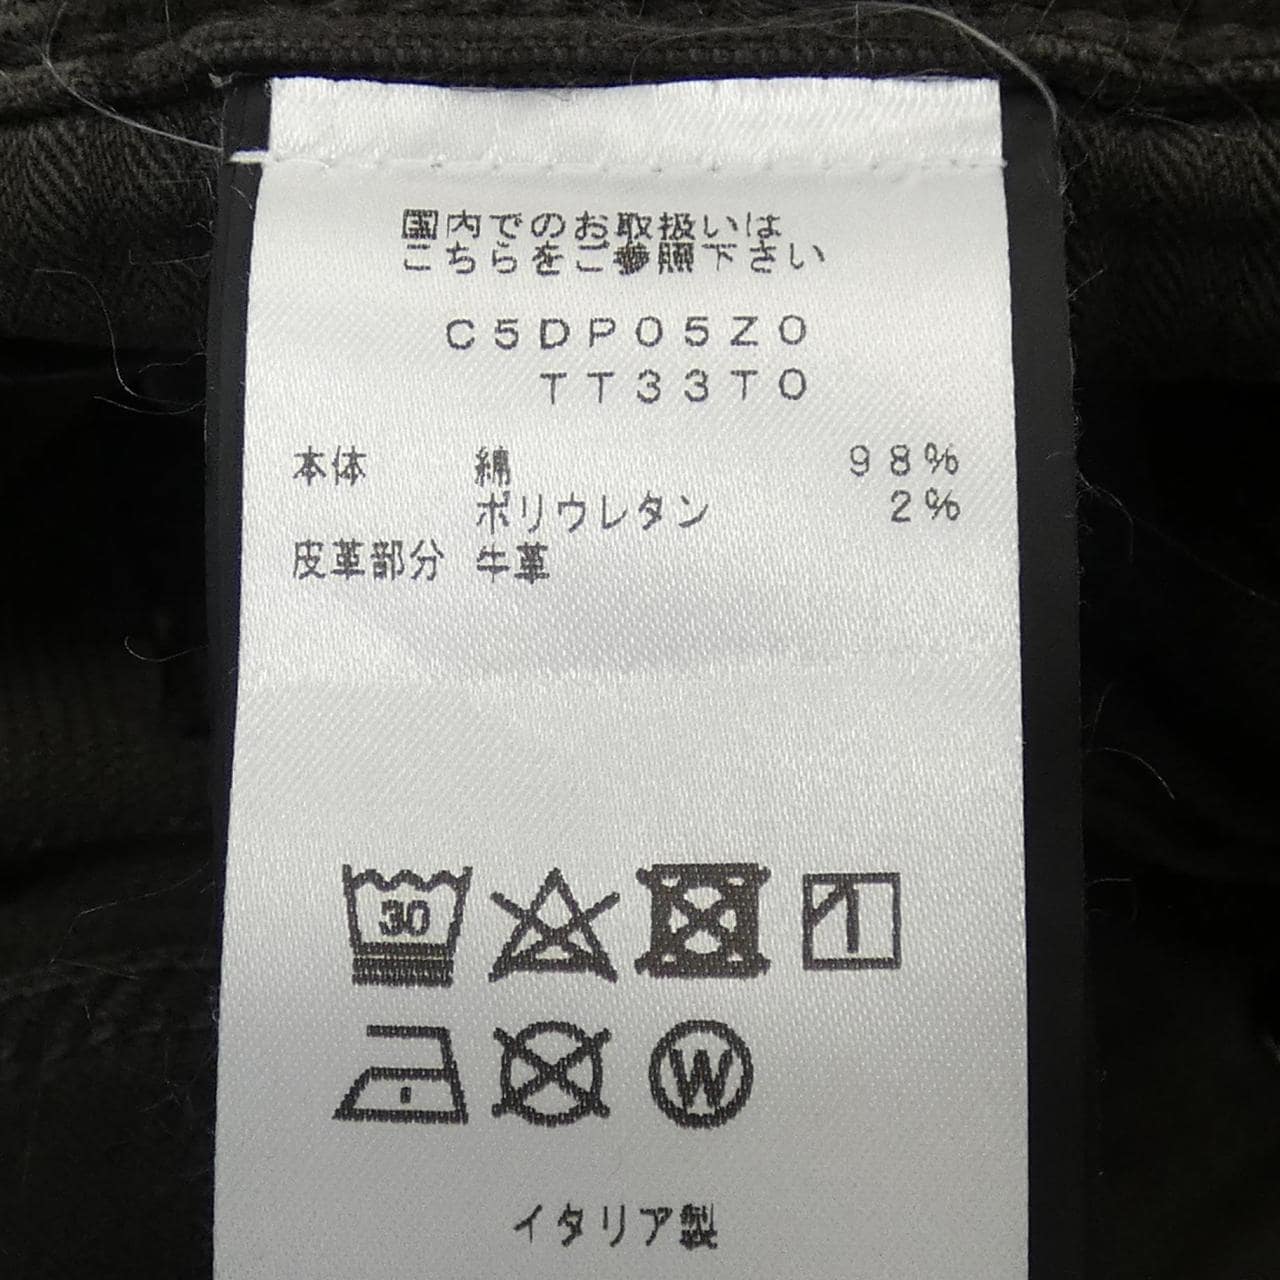 国内でのお取扱いは
こちらをご参照下さい
C5DP05Z0
TT33T0
本体 綿 98%
ポリウレタン 2%
皮革部分 牛革
30
W
イタリア製